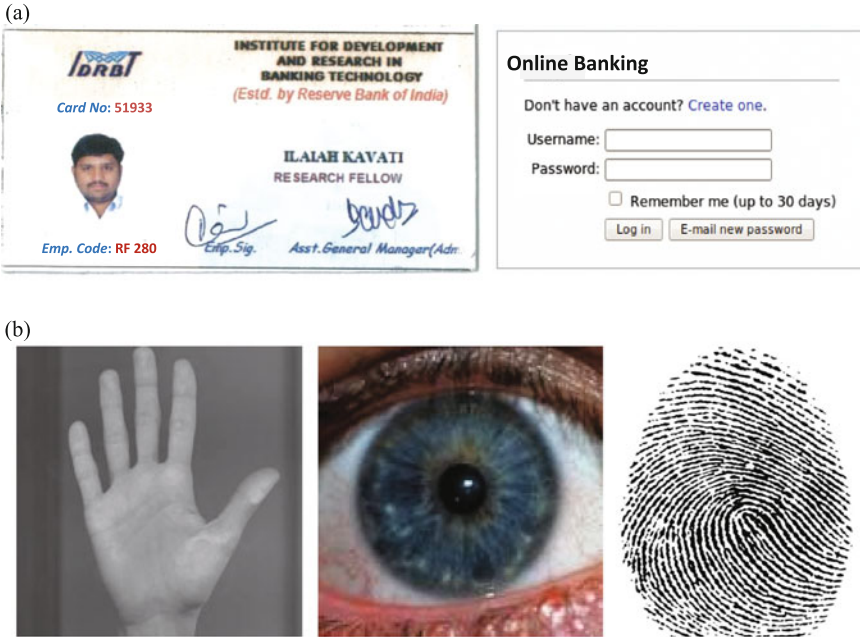 (a)
IDRBT
INSTITUTE FOR DEVELOPMENT
AND RESEARCH IN
BANKING TECHNOLOGY
(Estd. by Reserve Bank of India)
Card No: 51933
ILAIAH KAVATI
RESEARCH FELLOW
Emp. Code: RF 280
Emp.Sig.
Asst.General Manager(Adm
Online Banking
Don't have an account? Create one.
Username:
Password:
Remember me (up to 30 days)
Log in
E-mail new password
(b)